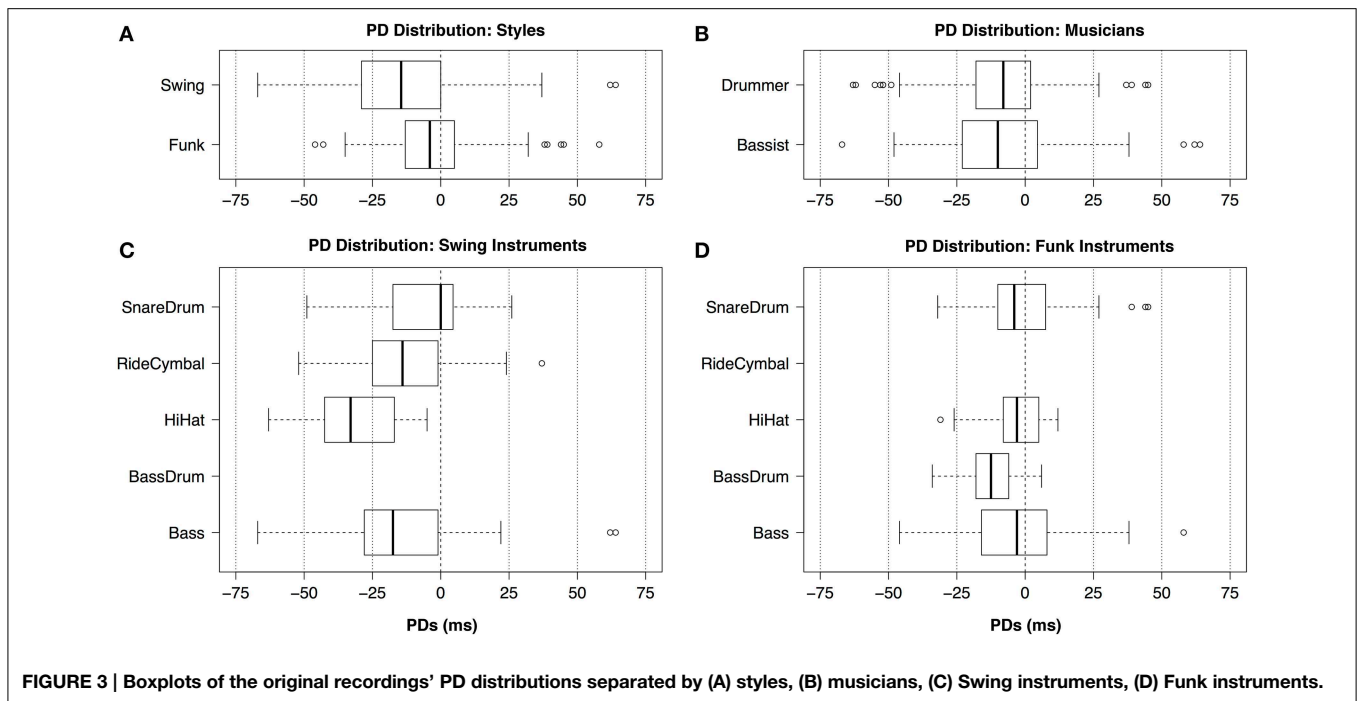 A
PD Distribution: Styles
Swing
Funk
−75 −50 −25 0 25 50 75
B
PD Distribution: Musicians
Drummer
Bassist
−75 −50 −25 0 25 50 75
C
PD Distribution: Swing Instruments
SnareDrum
RideCymbal
HiHat
BassDrum
Bass
−75 −50 −25 0 25 50 75
PDs (ms)
D
PD Distribution: Funk Instruments
SnareDrum
RideCymbal
HiHat
BassDrum
Bass
−75 −50 −25 0 25 50 75
PDs (ms)
FIGURE 3 | Boxplots of the original recordings’ PD distributions separated by (A) styles, (B) musicians, (C) Swing instruments, (D) Funk instruments.